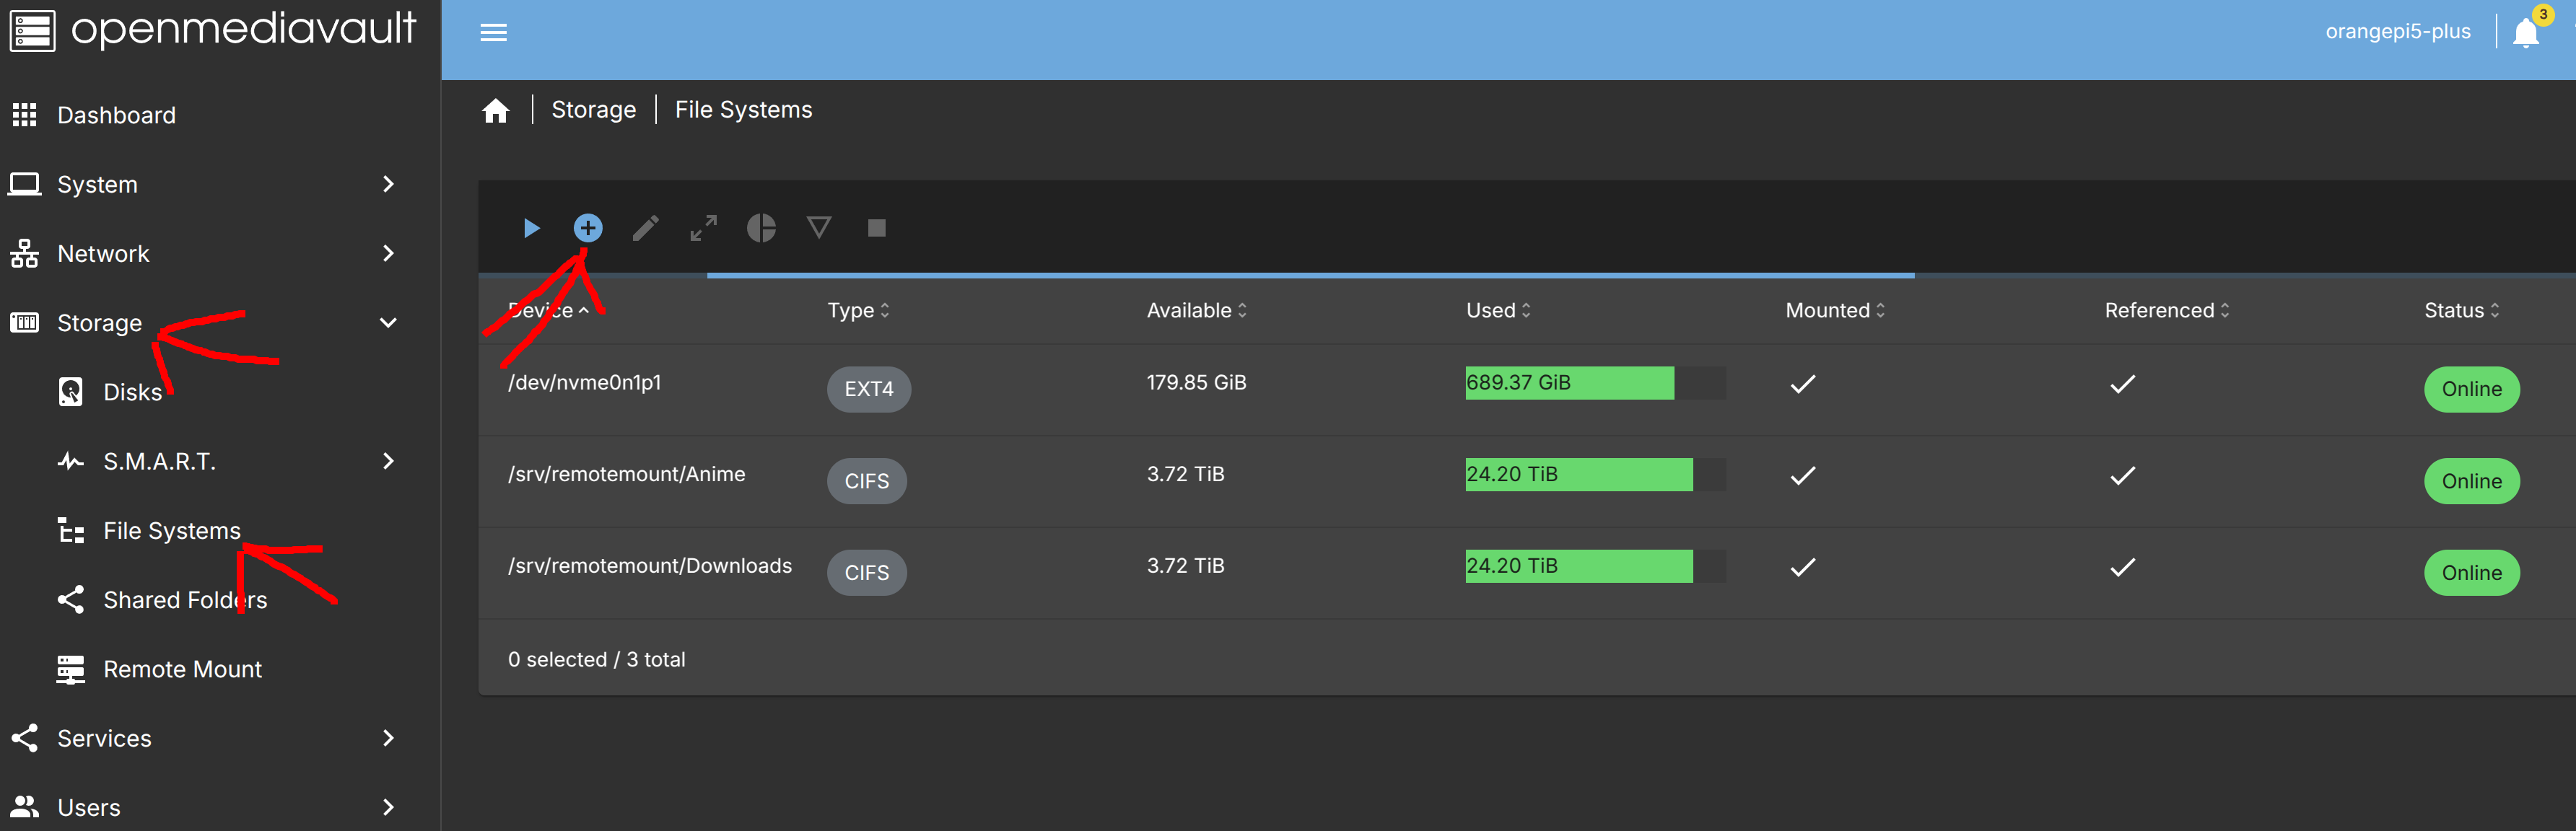 openmediavault
orangepi5-plus
3
Dashboard
System
Network
Storage
Disks
S.M.A.R.T.
File Systems
Shared Folders
Remote Mount
Services
Users
Storage | File Systems
Device Type Available Used Mounted Referenced Status
/dev/nvme0n1p1 EXT4 179.85 GiB 689.37 GiB Online
/srv/remotemount/Anime CIFS 3.72 TiB 24.20 TiB Online
/srv/remotemount/Downloads CIFS 3.72 TiB 24.20 TiB Online
0 selected / 3 total